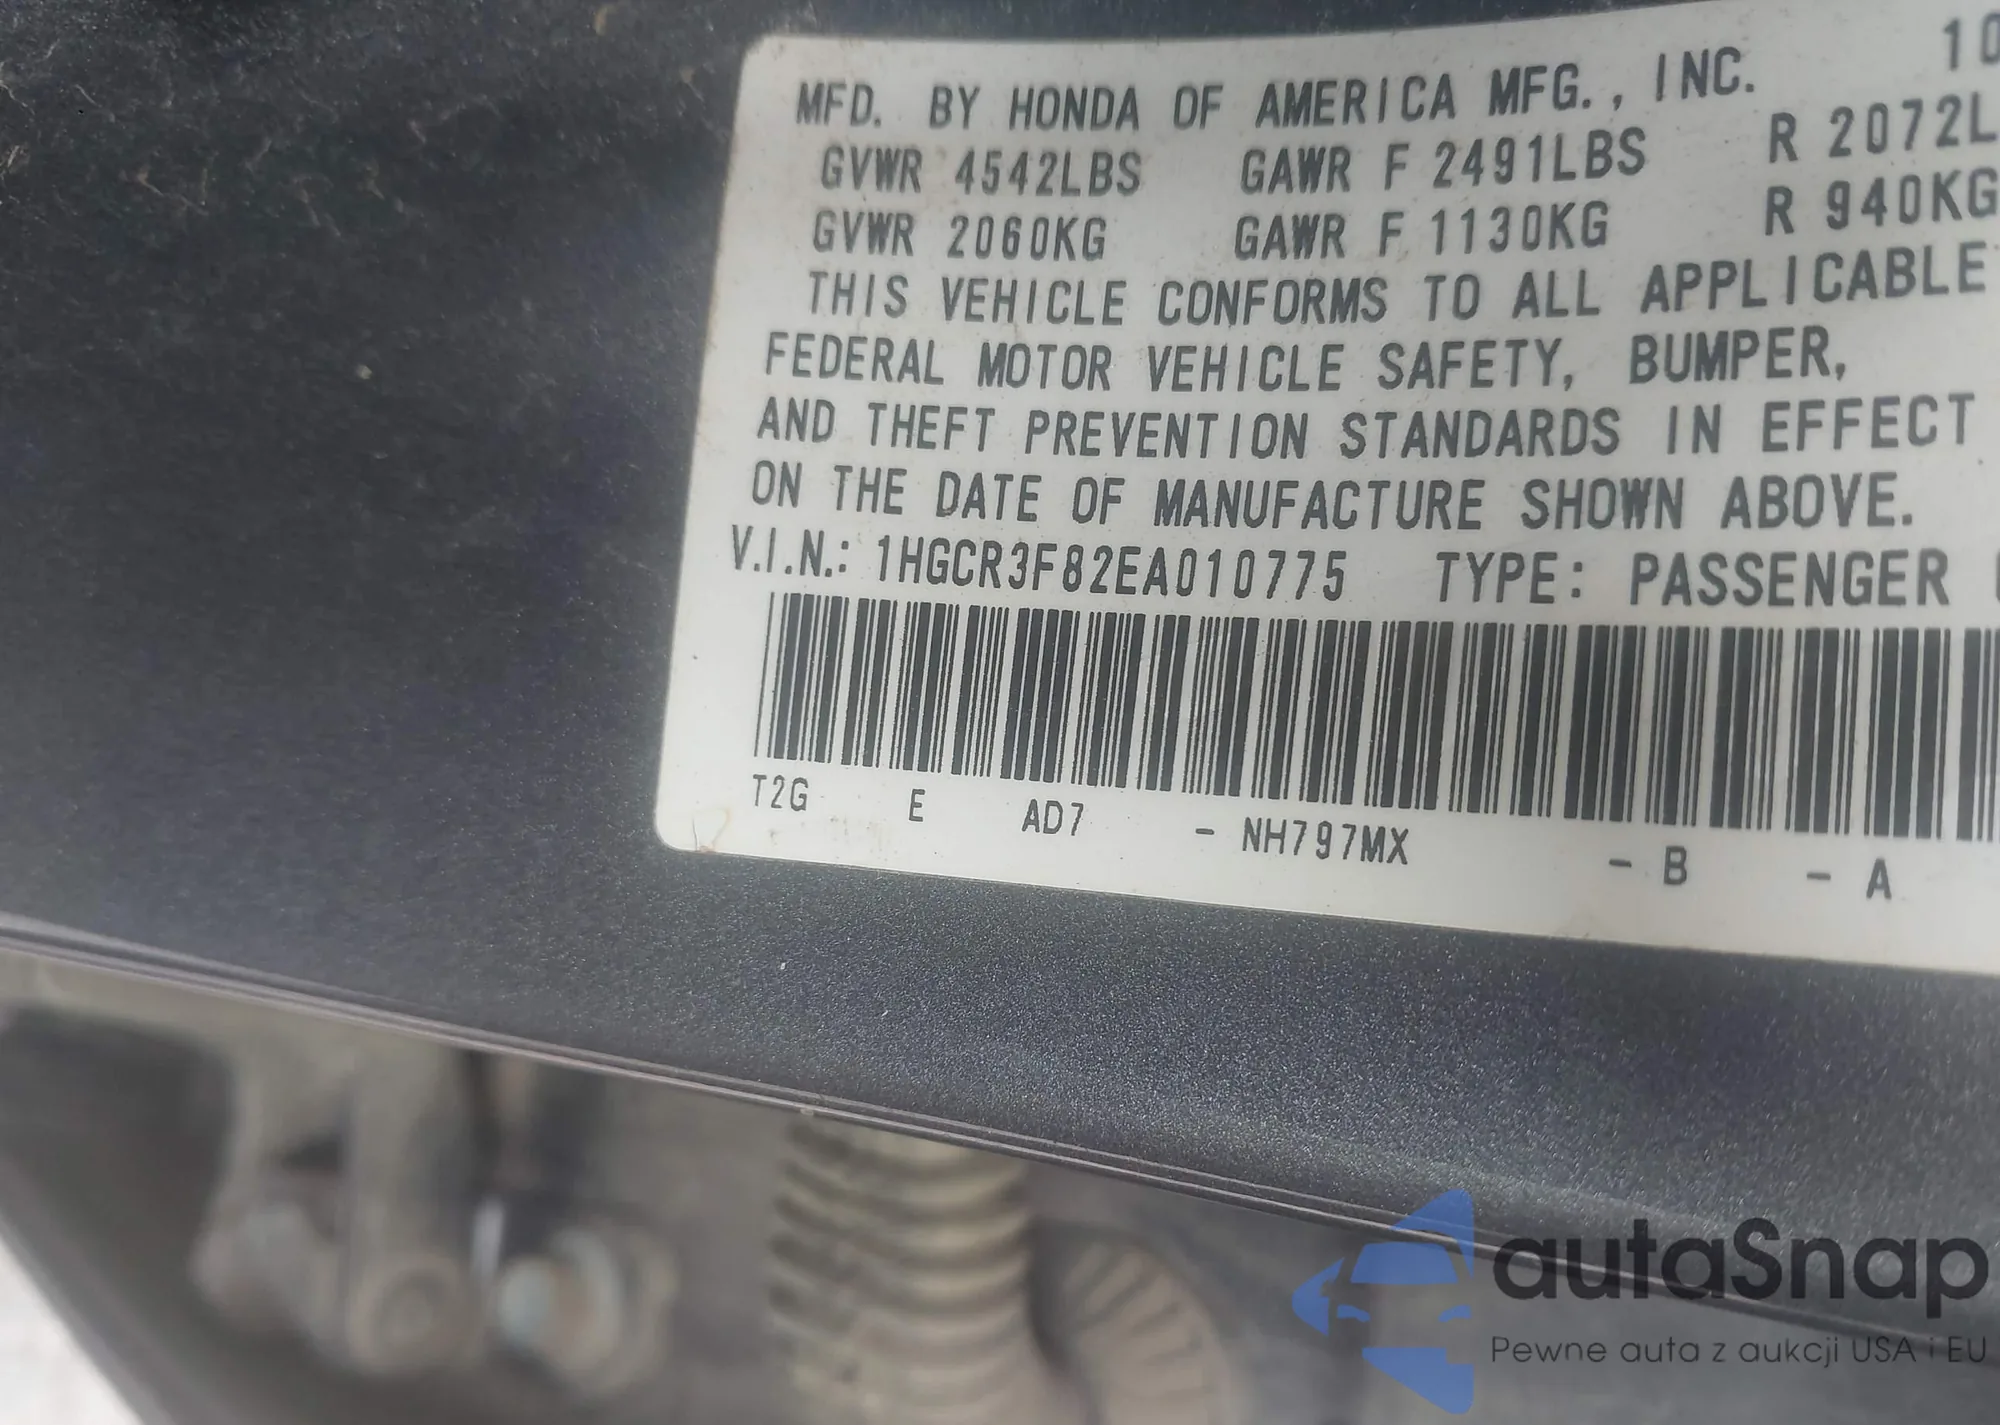 MFD. BY HONDA OF AMERICA MFG., INC. 10
GVWR 4542LBS GAWR F 2491LBS R 2072L
GVWR 2060KG GAWR F 1130KG R 940KG
THIS VEHICLE CONFORMS TO ALL APPLICABLE
FEDERAL MOTOR VEHICLE SAFETY, BUMPER,
AND THEFT PREVENTION STANDARDS IN EFFECT
ON THE DATE OF MANUFACTURE SHOWN ABOVE.
V.I.N.: 1HGCR3F82EA010775 TYPE: PASSENGER
T2G E AD7 - NH797MX - B - A
autaSnap
Pewne auta z aukcji USA i EU